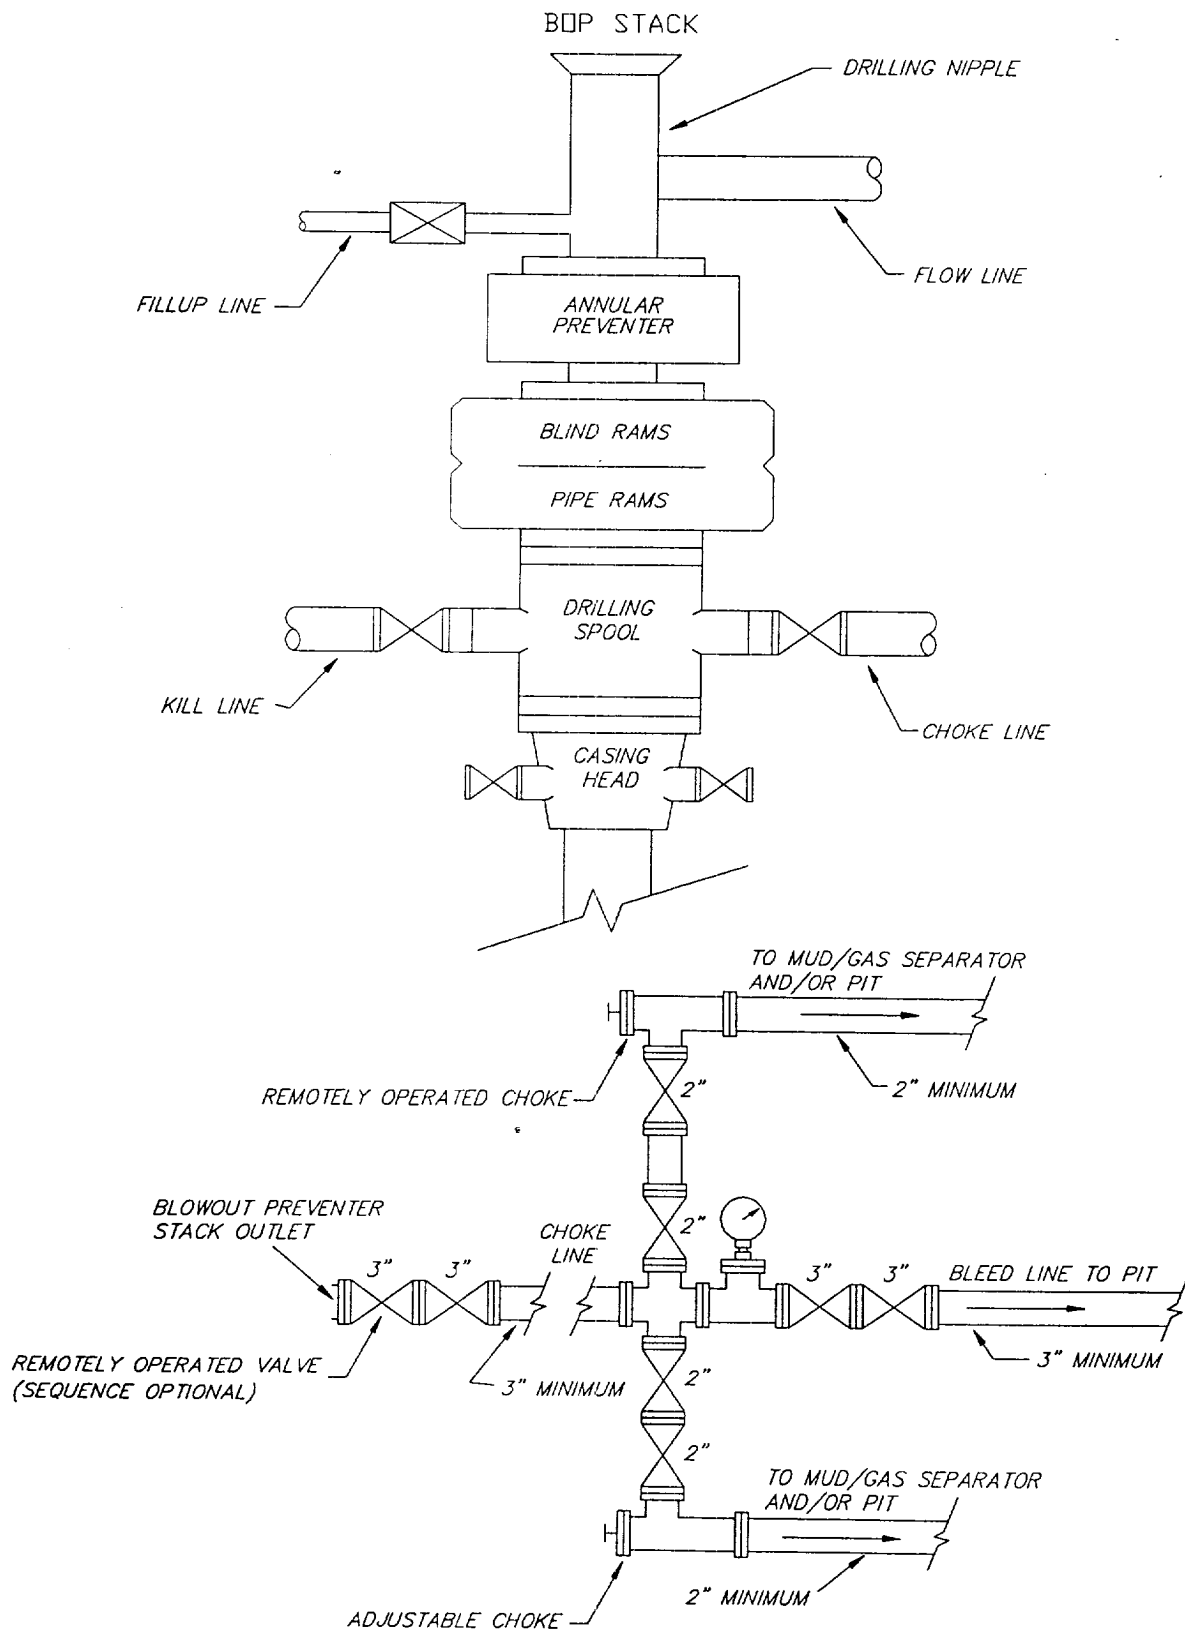 BOP STACK
DRILLING NIPPLE
FLOW LINE
FILLUP LINE
ANNULAR
PREVENTER
BLIND RAMS
PIPE RAMS
DRILLING
SPOOL
KILL LINE
CHOKE LINE
CASING
HEAD
TO MUD/GAS SEPARATOR
AND/OR PIT
2"
REMOTELY OPERATED CHOKE
2" MINIMUM
BLOWOUT PREVENTER
STACK OUTLET
2"
CHOKE
LINE
3"
3"
3"
3"
BLEED LINE TO PIT
REMOTELY OPERATED VALVE
(SEQUENCE OPTIONAL)
3" MINIMUM
3" MINIMUM
2"
2"
TO MUD/GAS SEPARATOR
AND/OR PIT
2" MINIMUM
ADJUSTABLE CHOKE